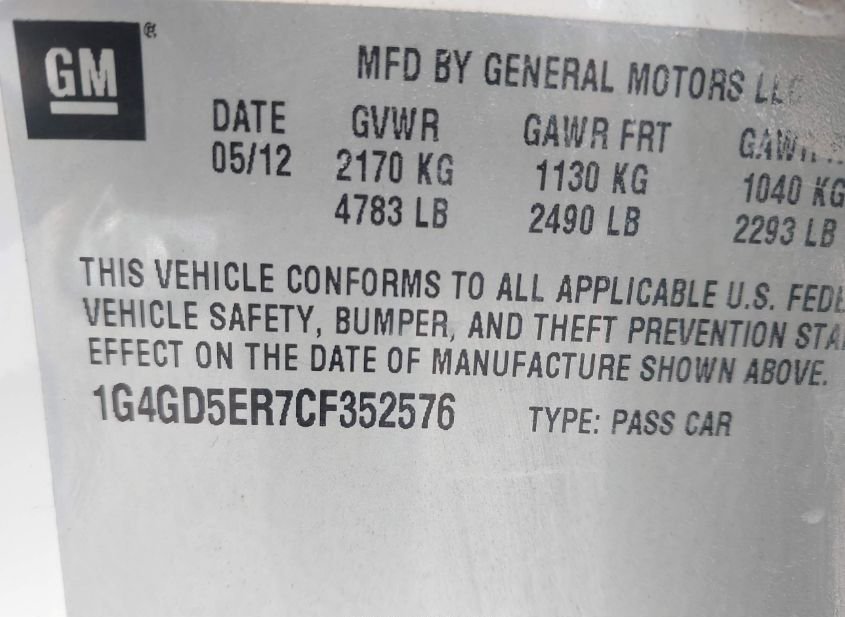 GM ®
MFD BY GENERAL MOTORS LLC
DATE GVWR GAWR FRT
05/12 2170 KG 1130 KG 1040 KG
4783 LB 2490 LB 2293 LB
THIS VEHICLE CONFORMS TO ALL APPLICABLE U.S.
VEHICLE SAFETY, BUMPER, AND THEFT PREVENTION
EFFECT ON THE DATE OF MANUFACTURE SHOWN ABOVE.
1G4GD5ER7CF352576 TYPE: PASS CAR